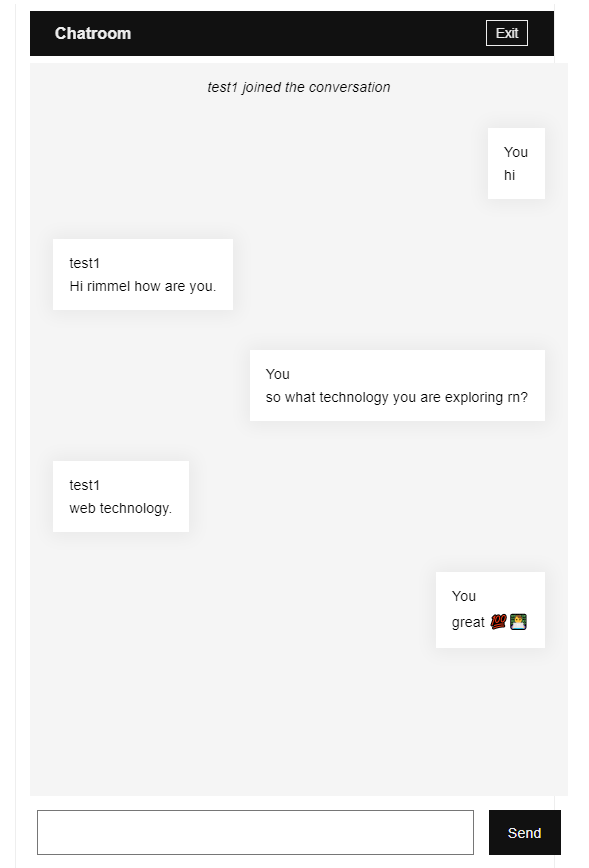 Chatroom
Exit
test1 joined the conversation
You
hi
test1
Hi rimmel how are you.
You
so what technology you are exploring rn?
test1
web technology.
You
great 💯👨‍💻
Send